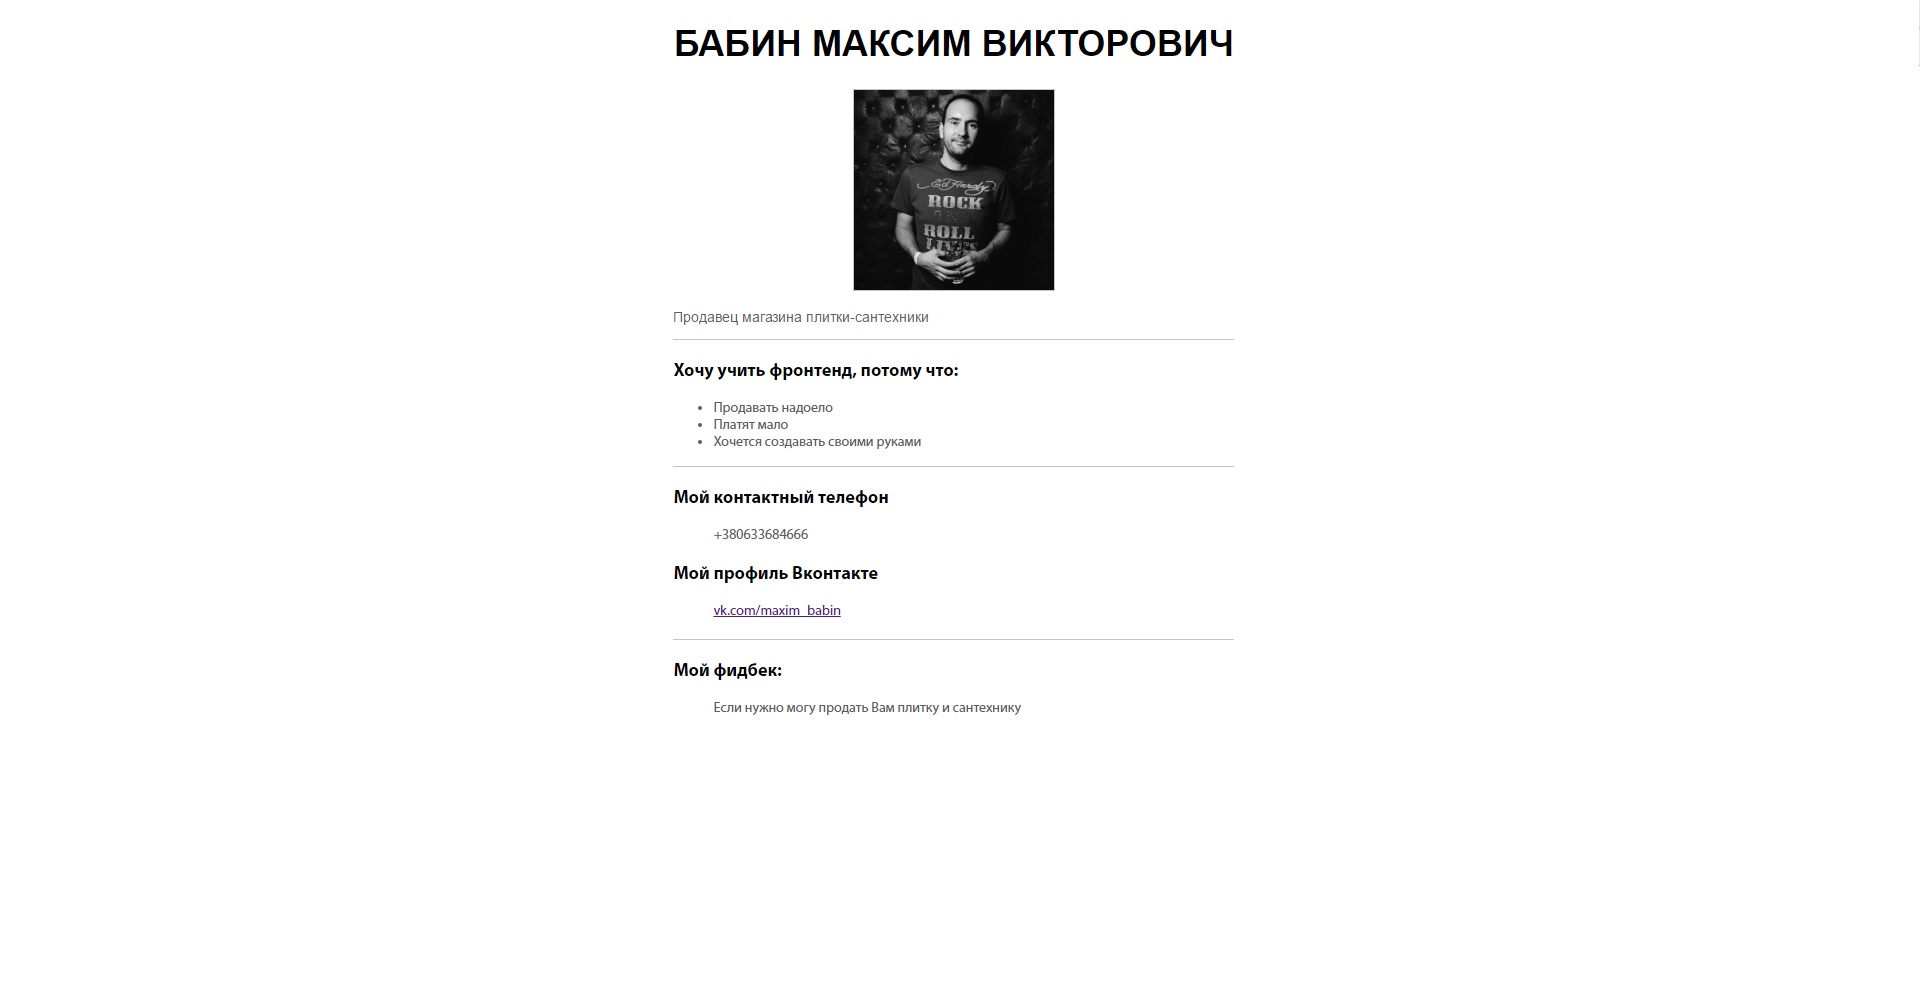 БАБИН МАКСИМ ВИКТОРОВИЧ
Ed Hardy
ROCK
ROLL
LIVES
Продавец магазина плитки-сантехники
Хочу учить фронтенд, потому что:
Продавать надоело
Платят мало
Хочется создавать своими руками
Мой контактный телефон
+380633684666
Мой профиль Вконтакте
vk.com/maxim_babin
Мой фидбек:
Если нужно могу продать Вам плитку и сантехнику